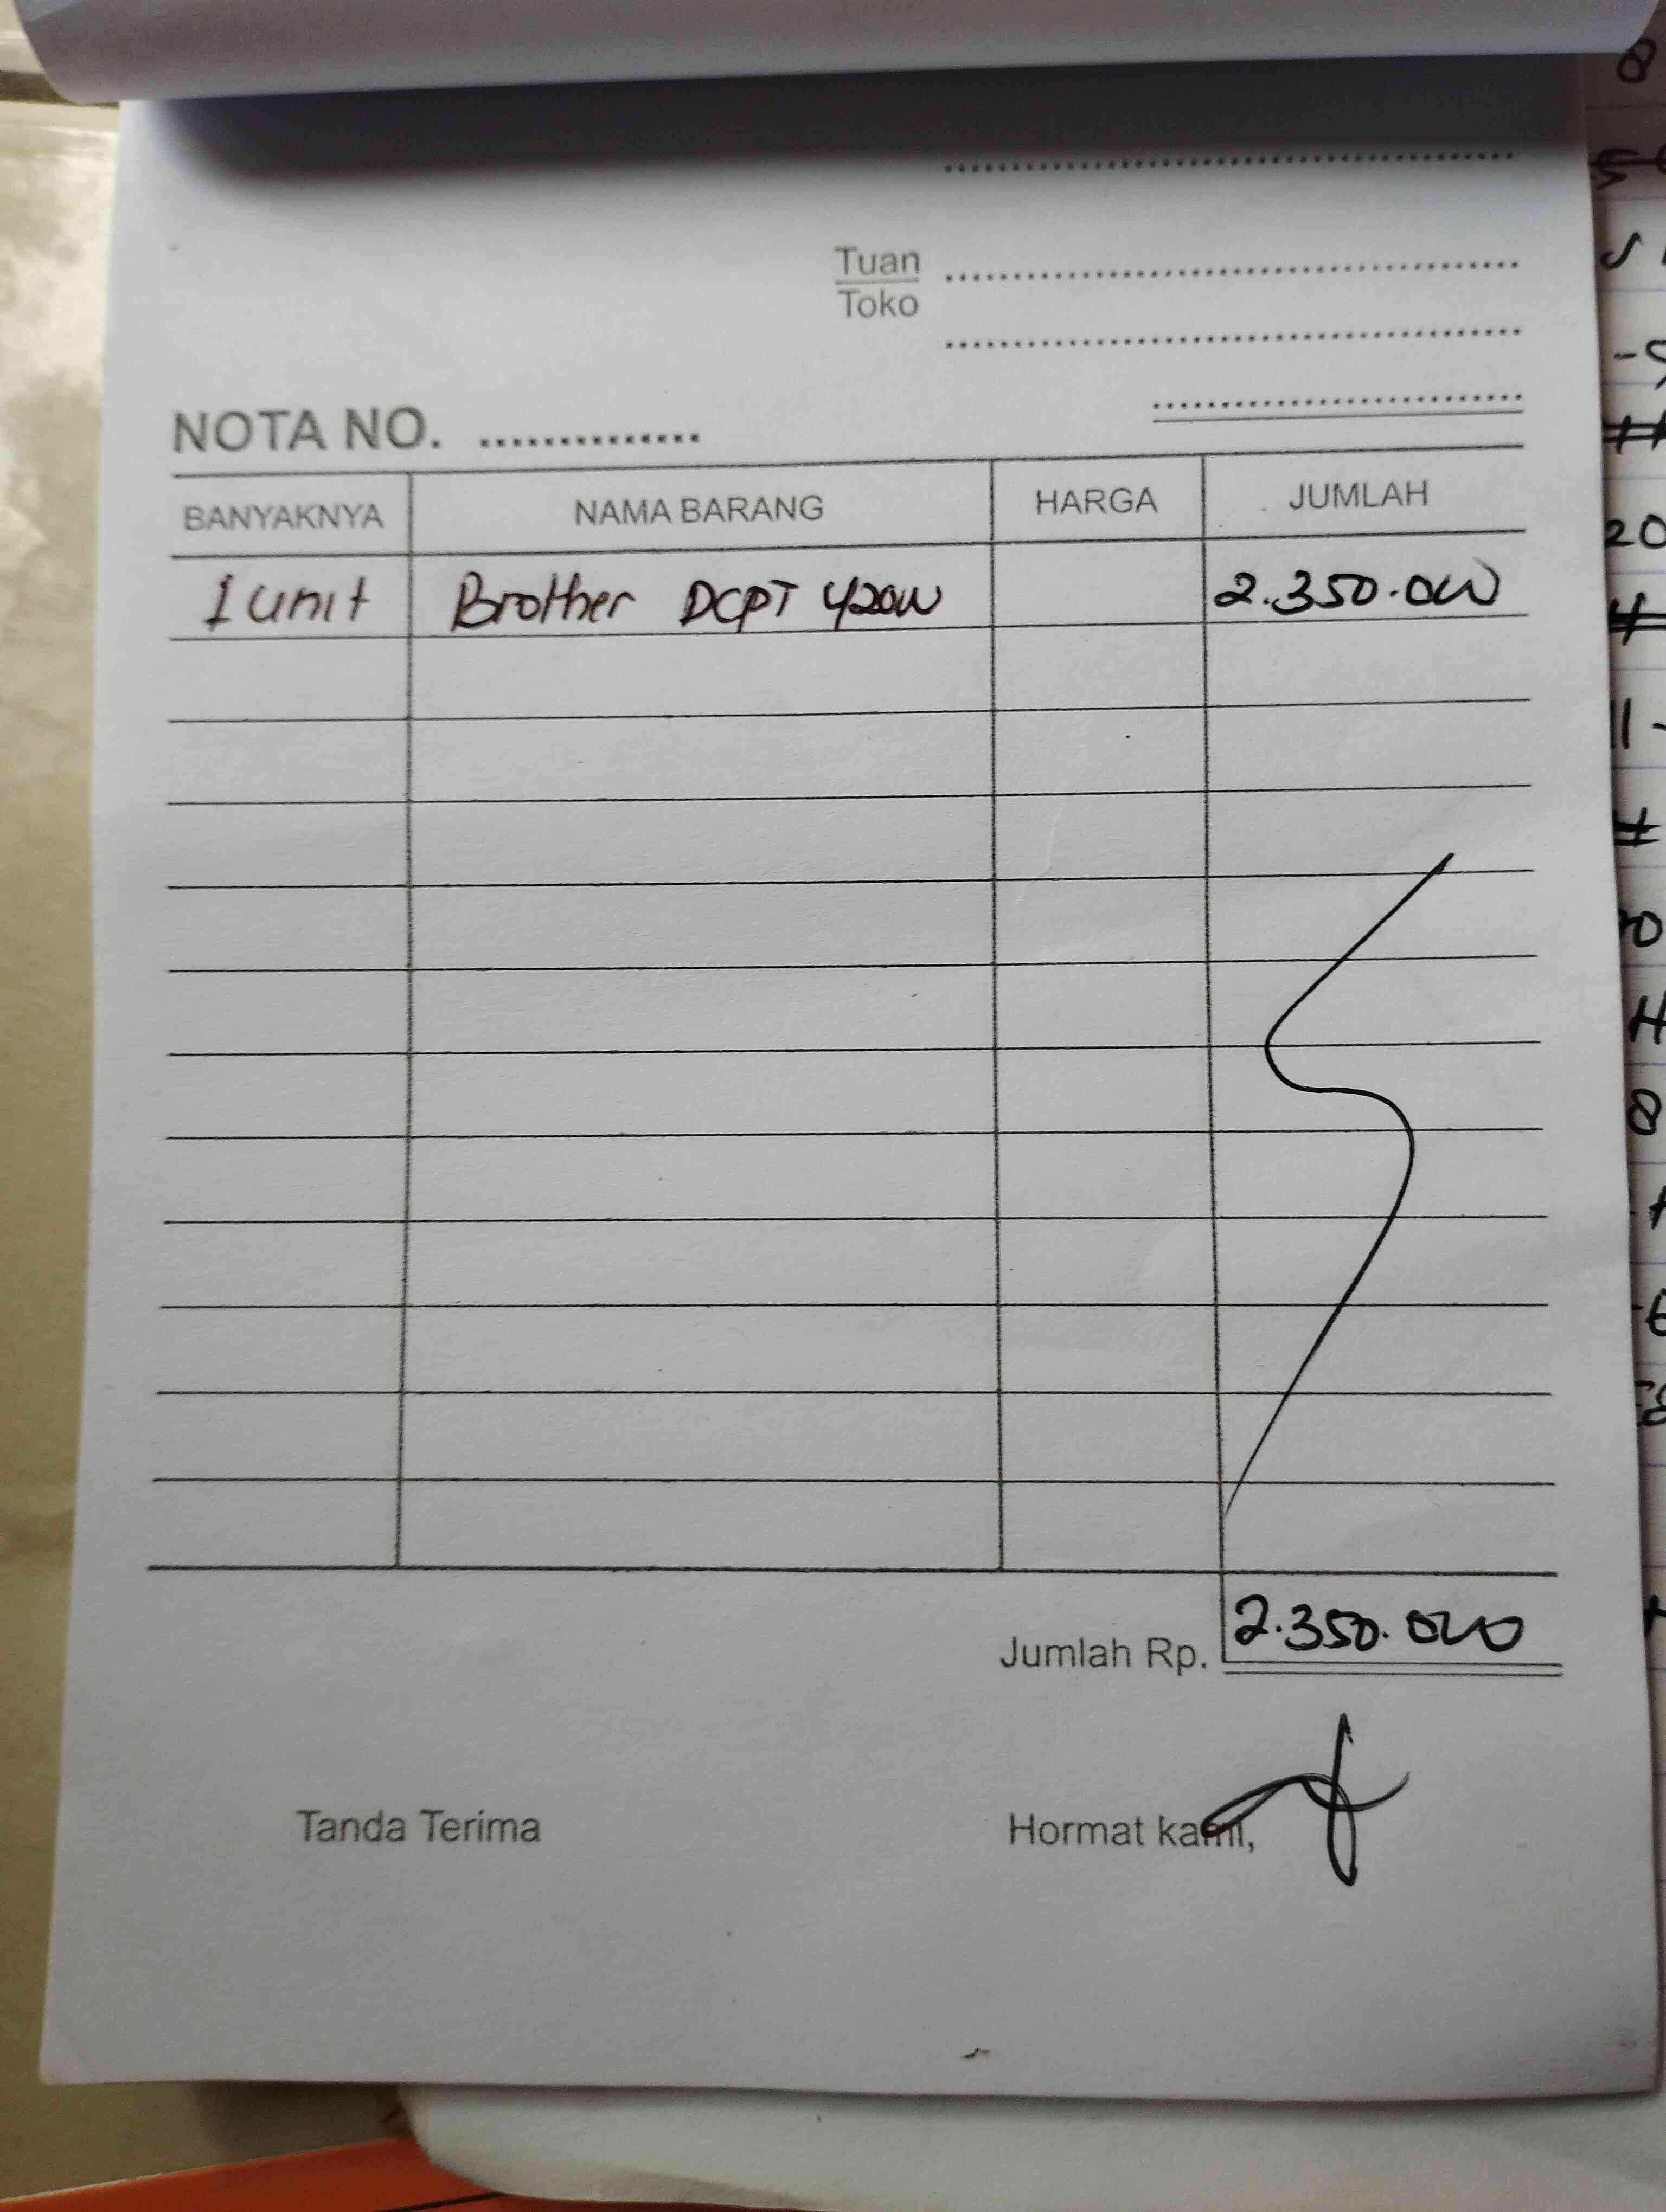 Tuan
Toko
NOTA NO. ..............
BANYAKNYA NAMA BARANG HARGA JUMLAH
1 unit Brother DCPT 420W 2.350.000
Jumlah Rp. 2.350.000
Tanda Terima Hormat kami,